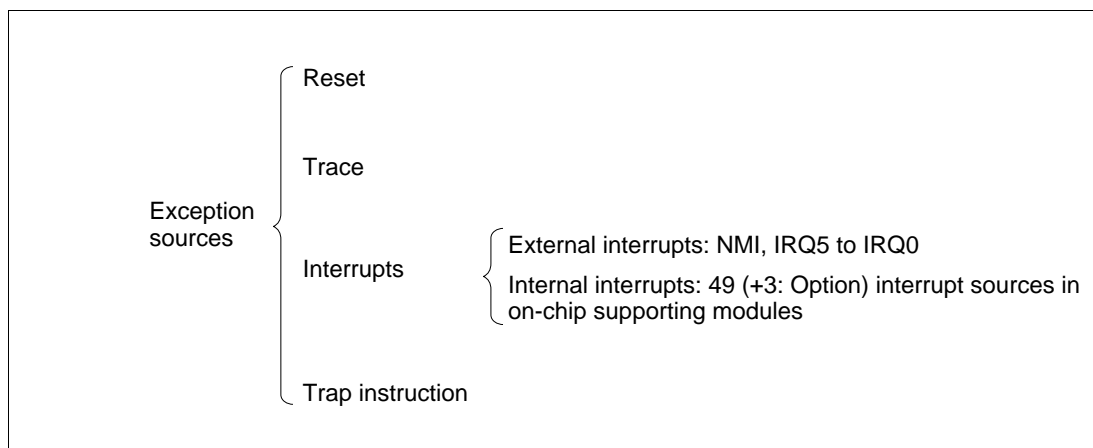 Reset
Trace
Exception
sources
Interrupts
External interrupts: NMI, IRQ5 to IRQ0
Internal interrupts: 49 (+3: Option) interrupt sources in
on-chip supporting modules
Trap instruction